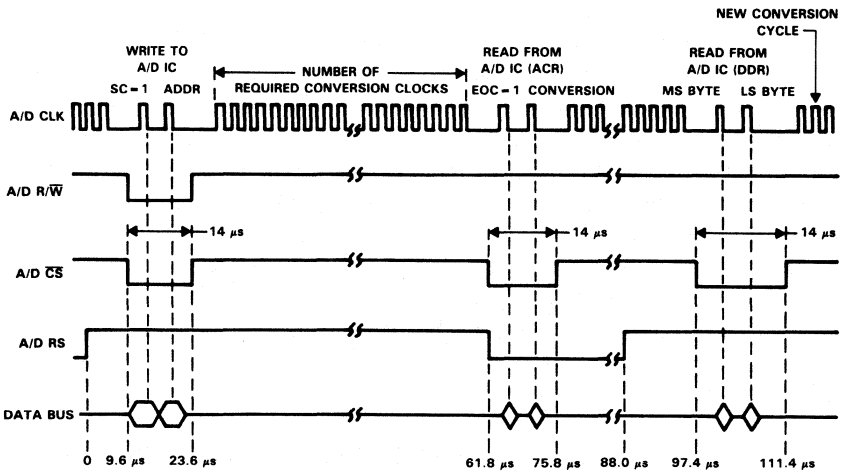 NEW CONVERSION
CYCLE
WRITE TO
A/D IC
SC = 1 ADDR
NUMBER OF
REQUIRED CONVERSION CLOCKS
READ FROM
A/D IC (ACR)
EOC = 1 CONVERSION
READ FROM
A/D IC (DDR)
MS BYTE LS BYTE
A/D CLK
A/D R/W̅
14 μs
14 μs
14 μs
A/D C̅S̅
A/D RS
DATA BUS
0 9.6 μs 23.6 μs 61.8 μs 75.8 μs 88.0 μs 97.4 μs 111.4 μs